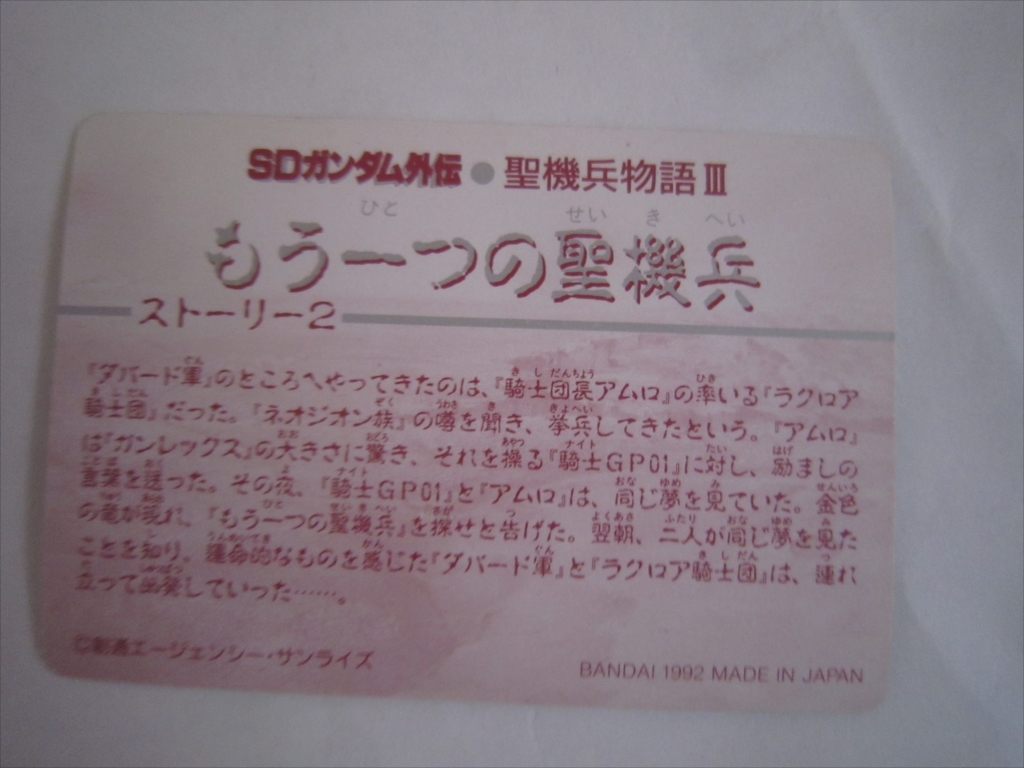 SDガンダム外伝●聖機兵物語Ⅲ
もう一つの聖機兵
ストーリー2
『ダバード軍』のところへやってきたのは、『騎士団長アムロ』の率いる『ラクロア
騎士団』だった。『ネオジオン族』の噂を聞き、挙兵してきたという。『アムロ』
は『ガンレックス』の大きさに驚き、それを操る『騎士GP01』に対し、励ましの
言葉を送った。その夜、『騎士GP01』と『アムロ』は、同じ夢を見ていた。金色
の竜が現れ、『もう一つの聖機兵』を探せと告げた。翌朝、二人が同じ夢を見た
ことを知り、運命的なものを感じた『ダバード軍』と『ラクロア騎士団』は、連れ
立って出発していった……。
©創通エージェンシー・サンライズ
BANDAI 1992 MADE IN JAPAN